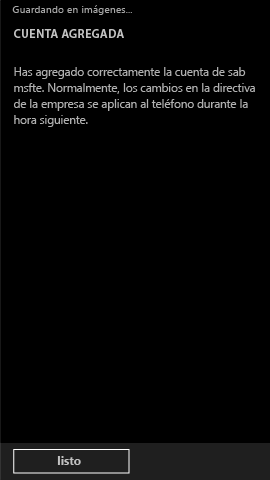 Guardando en imágenes...
CUENTA AGREGADA
Has agregado correctamente la cuenta de sab
msfte. Normalmente, los cambios en la directiva
de la empresa se aplican al teléfono durante la
hora siguiente.
listo